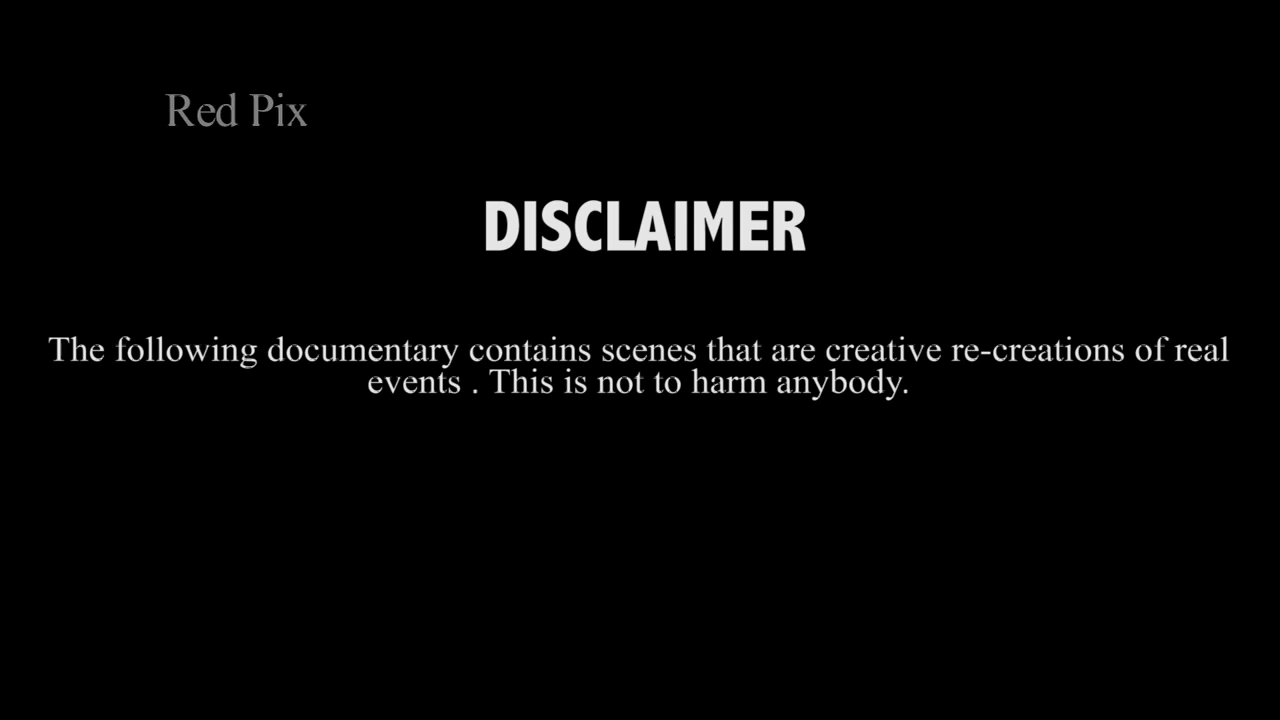 Red Pix
DISCLAIMER
The following documentary contains scenes that are creative re-creations of real
events . This is not to harm anybody.